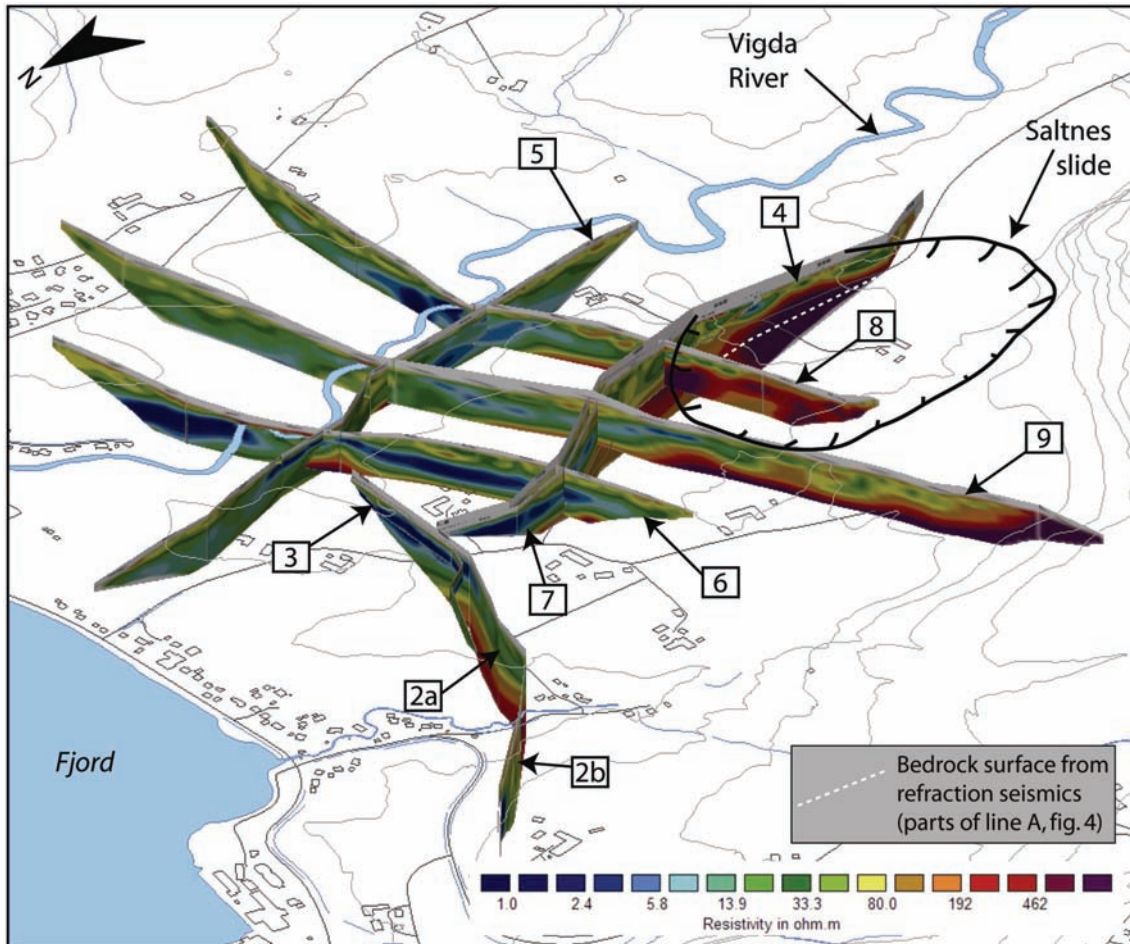 N
Vigda
River
Saltnes
slide
5
4
8
9
3
7
6
2a
2b
Fjord
Bedrock surface from
refraction seismics
(parts of line A, fig. 4)
1.0 2.4 5.8 13.9 33.3 80.0 192 462
Resistivity in ohm.m